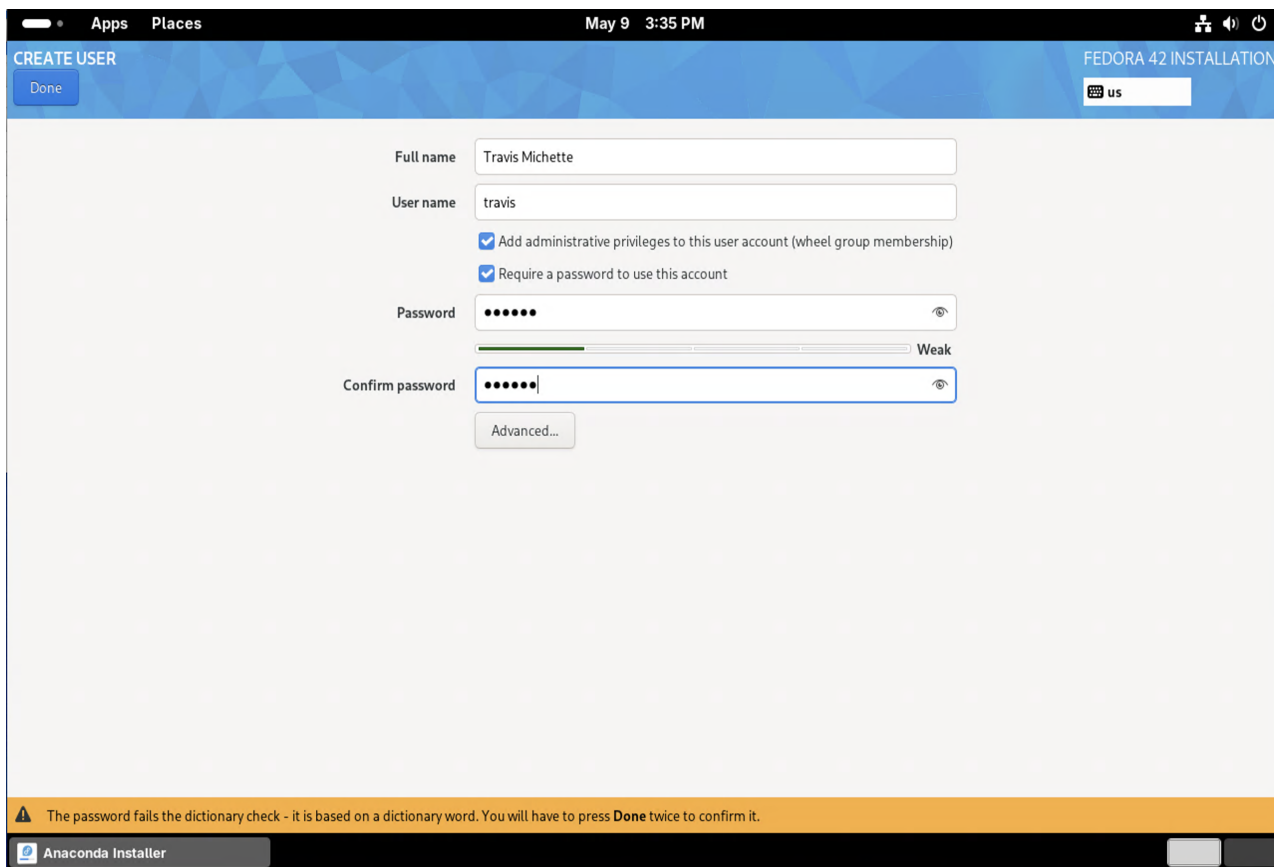 Apps Places May 9 3:35 PM
CREATE USER FEDORA 42 INSTALLATION
Done us
Full name Travis Michette
User name travis
Add administrative privileges to this user account (wheel group membership)
Require a password to use this account
Password ●●●●●●
Weak
Confirm password ●●●●●●
Advanced...
The password fails the dictionary check - it is based on a dictionary word. You will have to press Done twice to confirm it.
Anaconda Installer